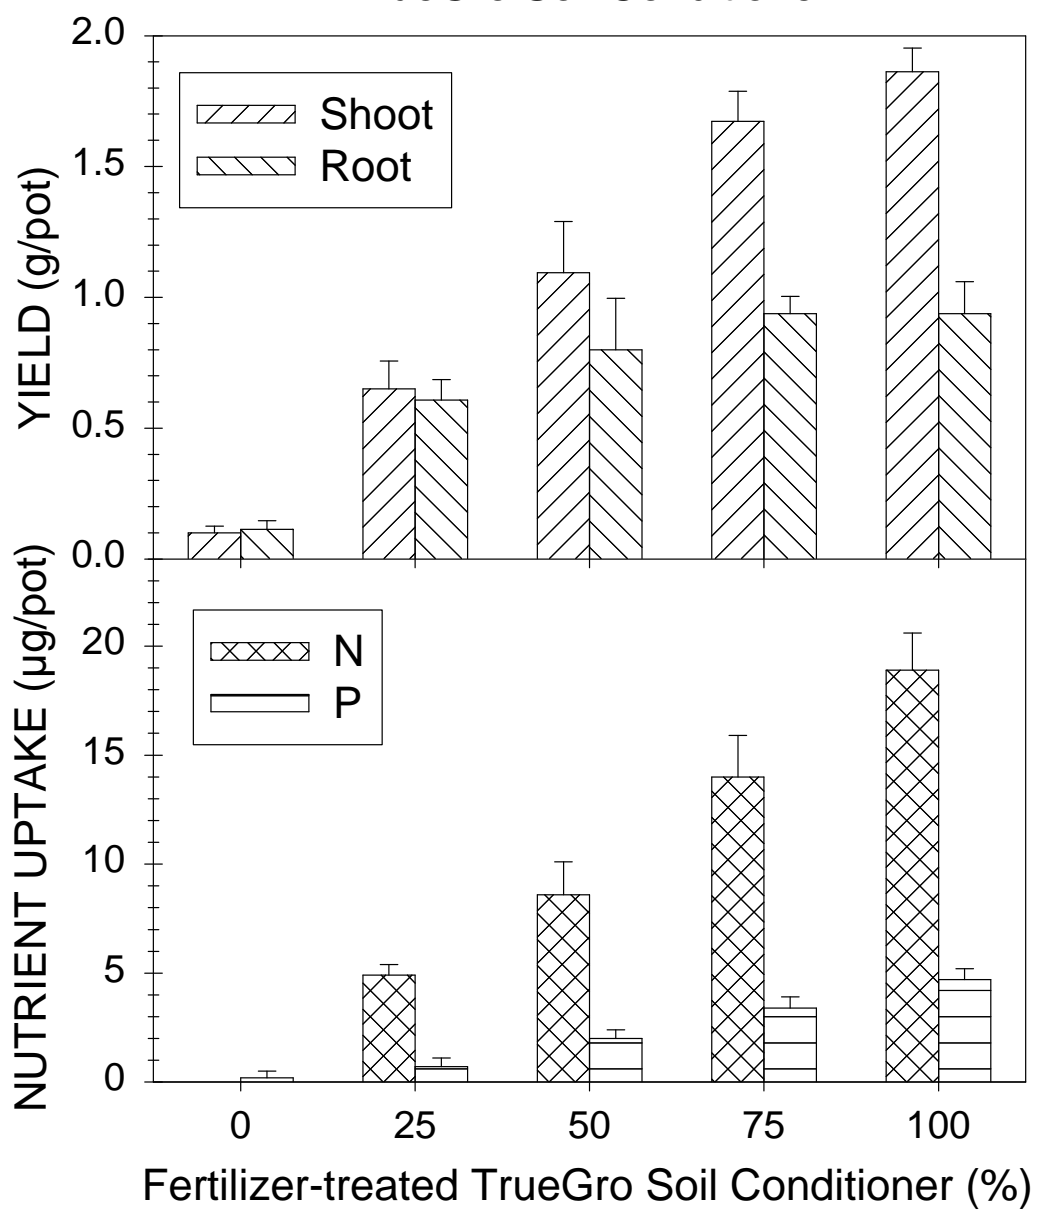 2.0
1.5
1.0
0.5
0.0
YIELD (g/pot)
Shoot
Root
20
15
10
5
0
NUTRIENT UPTAKE (µg/pot)
N
P
0 25 50 75 100
Fertilizer-treated TrueGro Soil Conditioner (%)